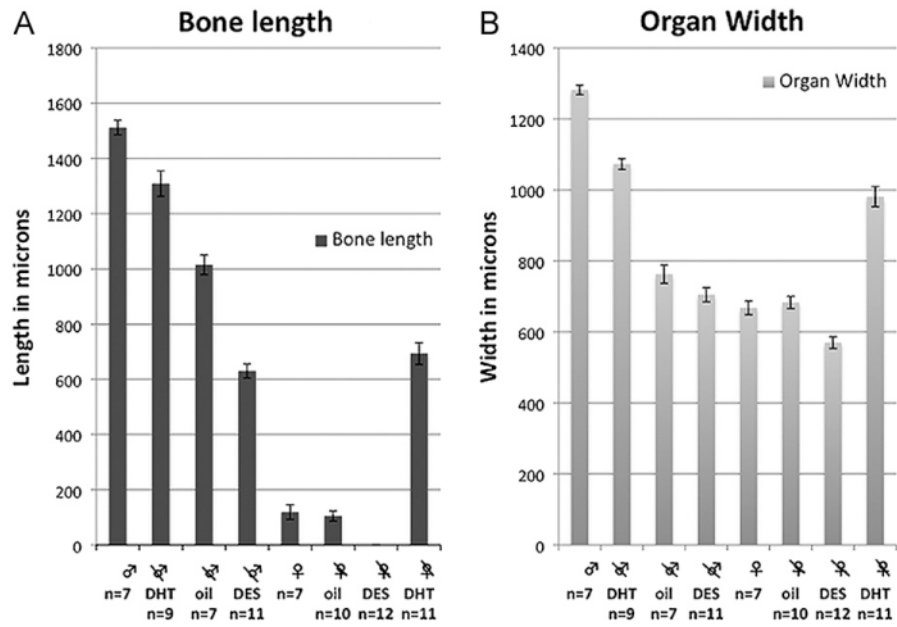 A
Bone length
1800
1600
1400
1200
1000
800
600
400
200
0
Length in microns
Bone length
♂ ♂ ♂ ♂ ♀ ♀ ♀ ♀
n=7 DHT oil DES n=7 oil DES DHT
n=9 n=7 n=11 n=10 n=12 n=11
B
Organ Width
1400
1200
1000
800
600
400
200
0
Width in microns
Organ Width
♂ ♂ ♂ ♂ ♀ ♀ ♀ ♀
n=7 DHT oil DES n=7 oil DES DHT
n=9 n=7 n=11 n=10 n=12 n=11